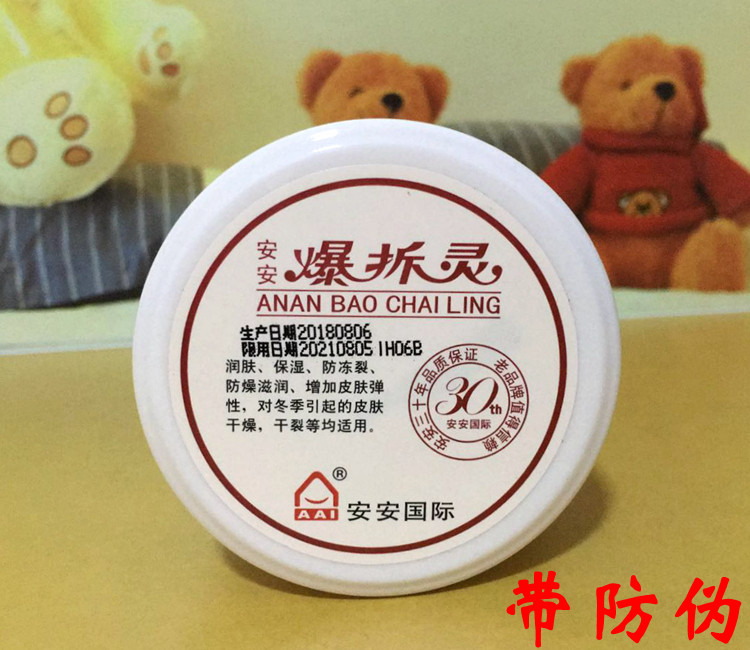 安安
爆拆灵
ANAN BAO CHAI LING
生产日期20180806
限用日期20210805 IH06B
润肤、保湿、防冻裂、
防燥滋润、增加皮肤弹
性，对冬季引起的皮肤
干燥，干裂等均适用。
安安三十年品质保证 老品牌值得信赖
30th
安安国际
AAI
®
安安国际
带防伪